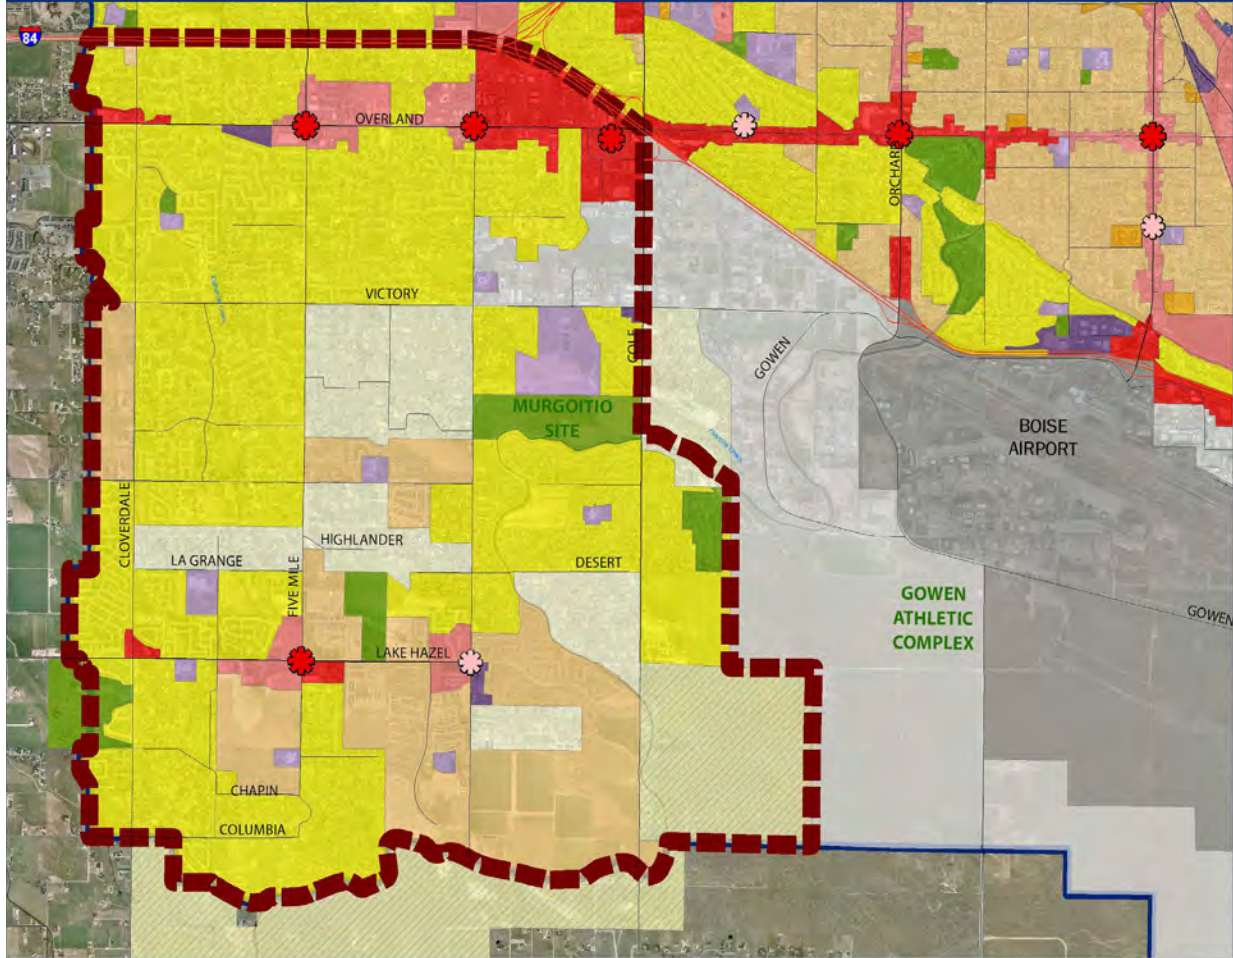 84
OVERLAND
ORCHARD
VICTORY
COLE
GOWEN
MURGOITIO
SITE
BOISE
AIRPORT
CLOVERDALE
HIGHLANDER
LA GRANGE
DESERT
FIVE MILE
GOWEN
ATHLETIC
COMPLEX
GOWEN
LAKE HAZEL
CHAPIN
COLUMBIA